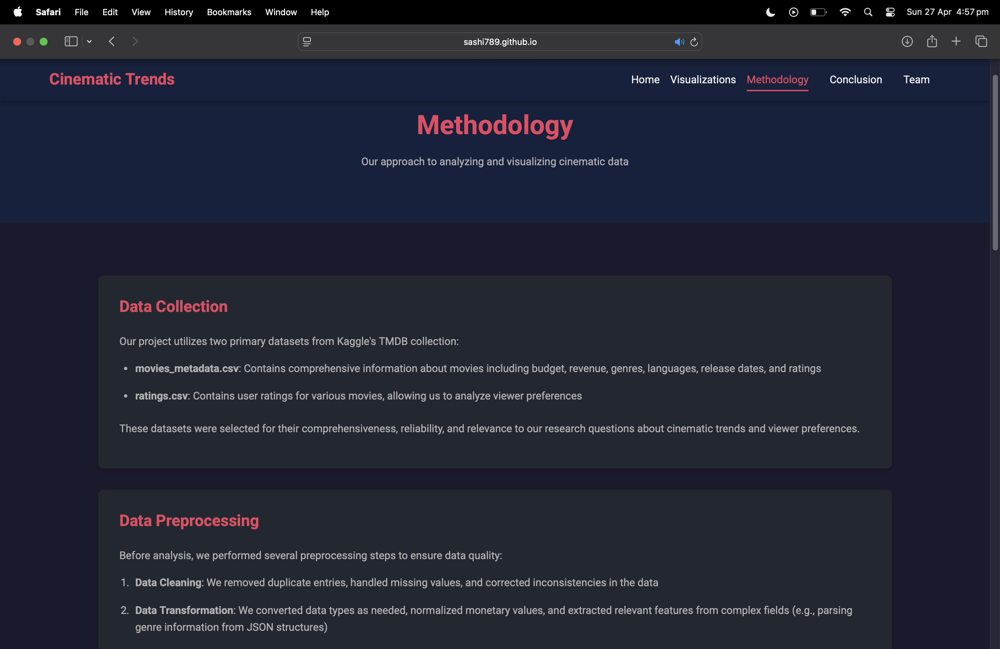 Safari File Edit View History Bookmarks Window Help Sun 27 Apr 4:57 pm
sashi789.github.io
Cinematic Trends Home Visualizations Methodology Conclusion Team
Methodology
Our approach to analyzing and visualizing cinematic data
Data Collection
Our project utilizes two primary datasets from Kaggle's TMDB collection:
• movies_metadata.csv: Contains comprehensive information about movies including budget, revenue, genres, languages, release dates, and ratings
• ratings.csv: Contains user ratings for various movies, allowing us to analyze viewer preferences
These datasets were selected for their comprehensiveness, reliability, and relevance to our research questions about cinematic trends and viewer preferences.
Data Preprocessing
Before analysis, we performed several preprocessing steps to ensure data quality:
1. Data Cleaning: We removed duplicate entries, handled missing values, and corrected inconsistencies in the data
2. Data Transformation: We converted data types as needed, normalized monetary values, and extracted relevant features from complex fields (e.g., parsing
genre information from JSON structures)